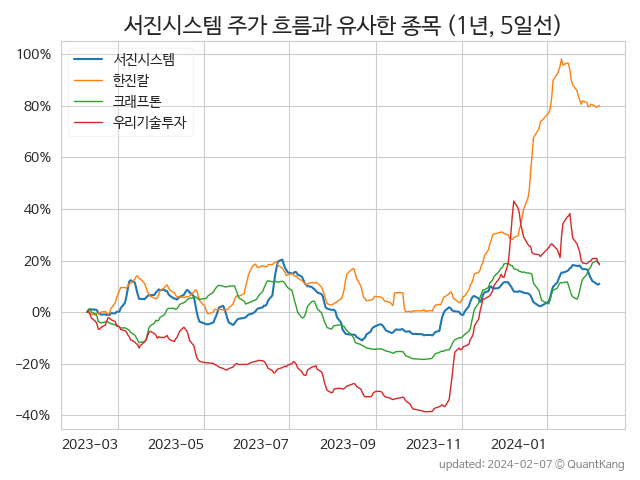 서진시스템 주가 흐름과 유사한 종목 (1년, 5일선)
서진시스템
한진칼
크래프톤
우리기술투자
100%
80%
60%
40%
20%
0%
−20%
−40%
2023-03 2023-05 2023-07 2023-09 2023-11 2024-01
updated: 2024-02-07 © QuantKang